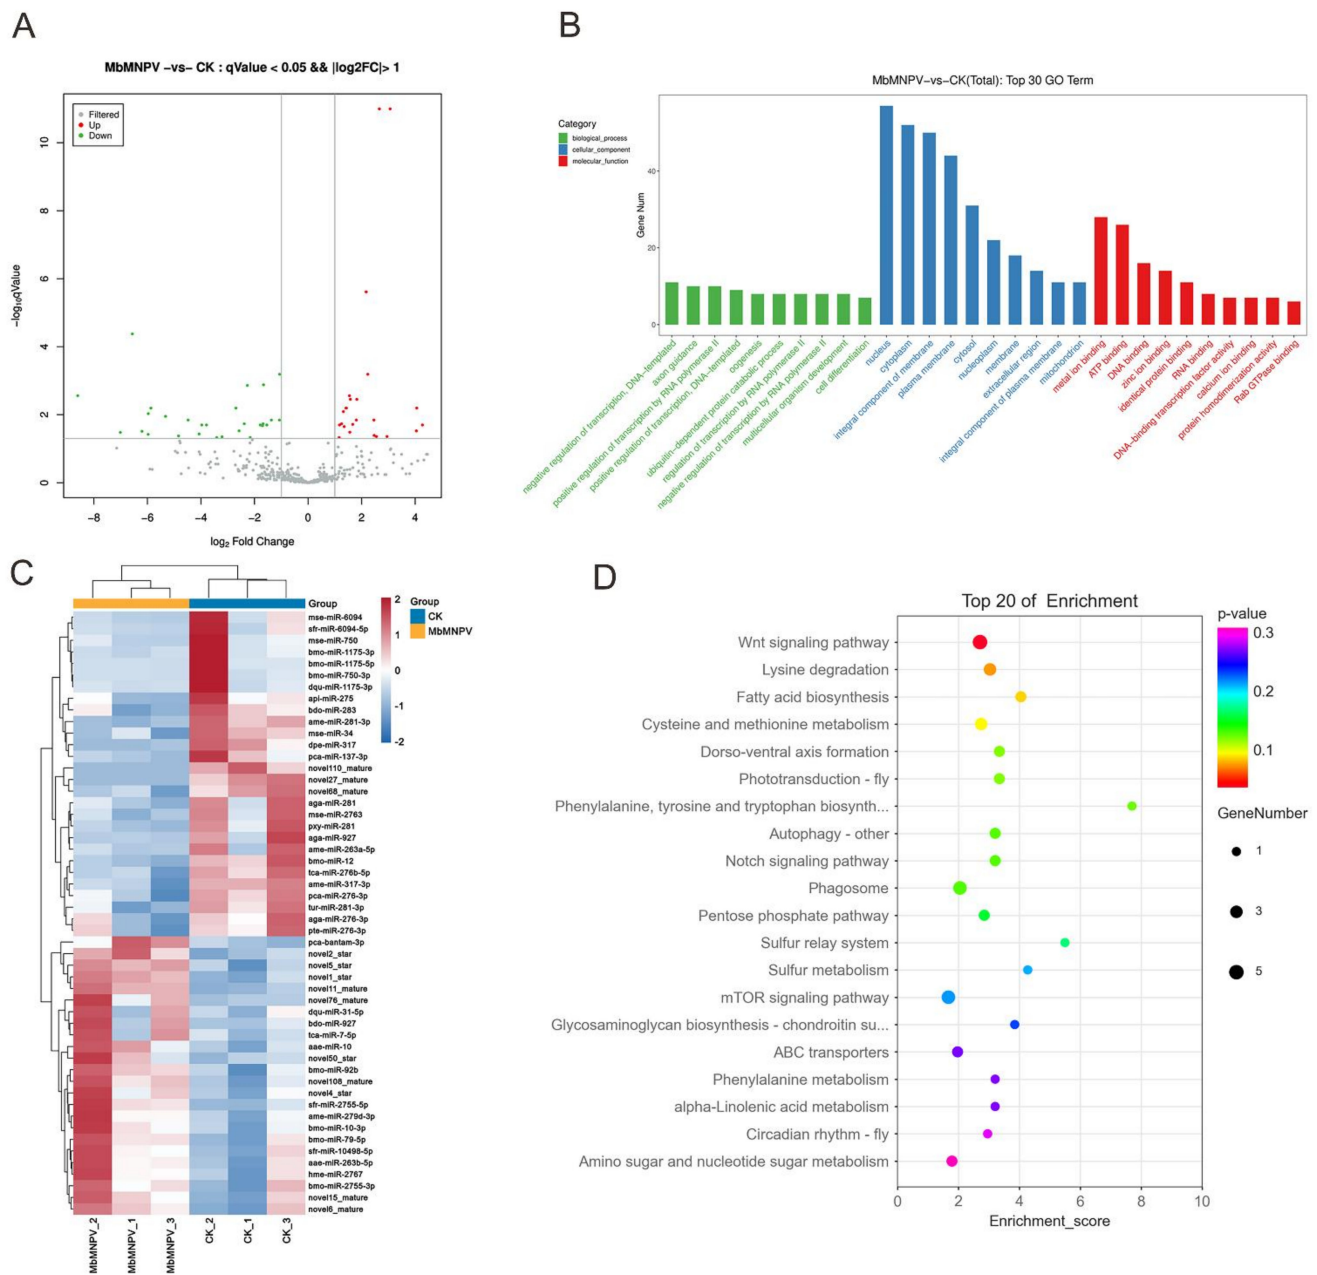 A
MbMNPV -vs- CK : qValue < 0.05 && |log2FC|> 1
Filtered
Up
Down
-log10qValue
10
8
6
4
2
0
-8 -6 -4 -2 0 2 4
log2 Fold Change
B
MbMNPV-vs-CK(Total): Top 30 GO Term
Category
biological_process
cellular_component
molecular_function
Gene Num
40
20
0
negative regulation of transcription, DNA-templated
axon guidance
positive regulation of transcription by RNA polymerase II
positive regulation of transcription, DNA-templated
oogenesis
ubiquitin-dependent protein catabolic process
regulation of transcription by RNA polymerase II
negative regulation of transcription by RNA polymerase II
multicellular organism development
cell differentiation
nucleus
cytoplasm
integral component of membrane
plasma membrane
cytosol
nucleoplasm
membrane
extracellular region
integral component of plasma membrane
mitochondrion
metal ion binding
ATP binding
DNA binding
zinc ion binding
identical protein binding
RNA binding
DNA-binding transcription factor activity
calcium ion binding
protein homodimerization activity
Rab GTPase binding
C
Group
mse-miR-6094
sfr-miR-6094-5p
mse-miR-750
bmo-miR-1175-3p
bmo-miR-1175-5p
bmo-miR-750-3p
dqu-miR-1175-3p
api-miR-275
bdo-miR-283
ame-miR-281-3p
mse-miR-34
dpe-miR-317
pca-miR-137-3p
novel110_mature
novel27_mature
novel68_mature
aga-miR-281
mse-miR-2763
pxy-miR-281
aga-miR-927
ame-miR-263a-5p
bmo-miR-12
tca-miR-276b-5p
ame-miR-317-3p
pca-miR-276-3p
tur-miR-281-3p
aga-miR-276-3p
pte-miR-276-3p
pca-bantam-3p
novel2_star
novel5_star
novel1_star
novel11_mature
novel76_mature
dqu-miR-31-5p
bdo-miR-927
tca-miR-7-5p
aae-miR-10
novel50_star
bmo-miR-92b
novel108_mature
novel4_star
sfr-miR-2755-5p
ame-miR-279d-3p
bmo-miR-10-3p
bmo-miR-79-5p
sfr-miR-10498-5p
aae-miR-263b-5p
hme-miR-2767
bmo-miR-2755-3p
novel15_mature
novel6_mature
MbMNPV_2
MbMNPV_1
MbMNPV_3
CK_2
CK_1
CK_3
2
1
0
-1
-2
Group
CK
MbMNPV
D
Top 20 of Enrichment
Wnt signaling pathway
Lysine degradation
Fatty acid biosynthesis
Cysteine and methionine metabolism
Dorso-ventral axis formation
Phototransduction - fly
Phenylalanine, tyrosine and tryptophan biosynth...
Autophagy - other
Notch signaling pathway
Phagosome
Pentose phosphate pathway
Sulfur relay system
Sulfur metabolism
mTOR signaling pathway
Glycosaminoglycan biosynthesis - chondroitin su...
ABC transporters
Phenylalanine metabolism
alpha-Linolenic acid metabolism
Circadian rhythm - fly
Amino sugar and nucleotide sugar metabolism
0 2 4 6 8 10
Enrichment_score
p-value
0.3
0.2
0.1
GeneNumber
1
3
5